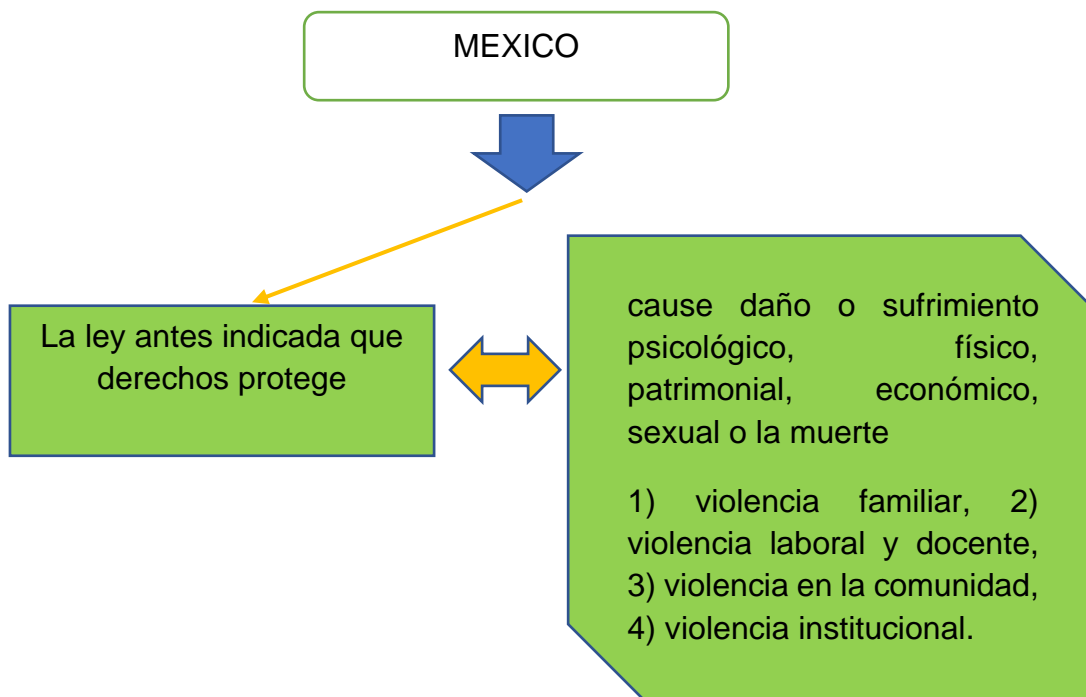 MEXICO
La ley antes indicada que
derechos protege
cause daño o sufrimiento
psicológico, físico,
patrimonial, económico,
sexual o la muerte
1) violencia familiar, 2)
violencia laboral y docente,
3) violencia en la comunidad,
4) violencia institucional.